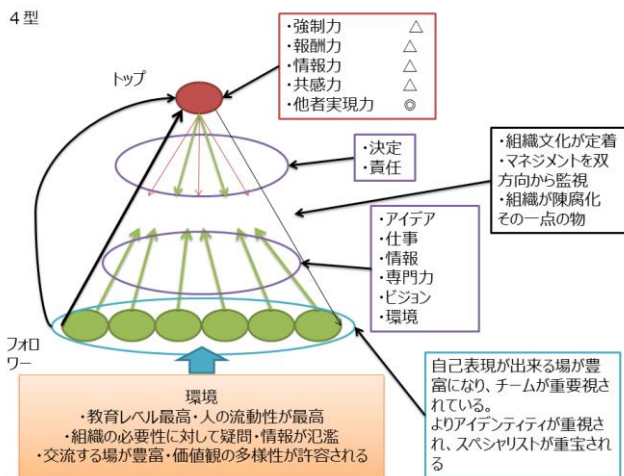 ４型
・強制力 △
・報酬力 △
・情報力 △
・共感力 △
・他者実現力 ◎
トップ
・決定
・責任
・組織文化が定着
・マネジメントを双
方向から監視
・組織が陳腐化
その一点の物
・アイデア
・仕事
・情報
・専門力
・ビジョン
・環境
フォロ
ワー
環境
・教育レベル最高・人の流動性が最高
・組織の必要性に対して疑問・情報が氾濫
・交流する場が豊富・価値観の多様性が許容される
自己表現が出来る場が豊
富になり、チームが重要視さ
れている。
よりアイデンティティが重視さ
れ、スペシャリストが重宝され
る